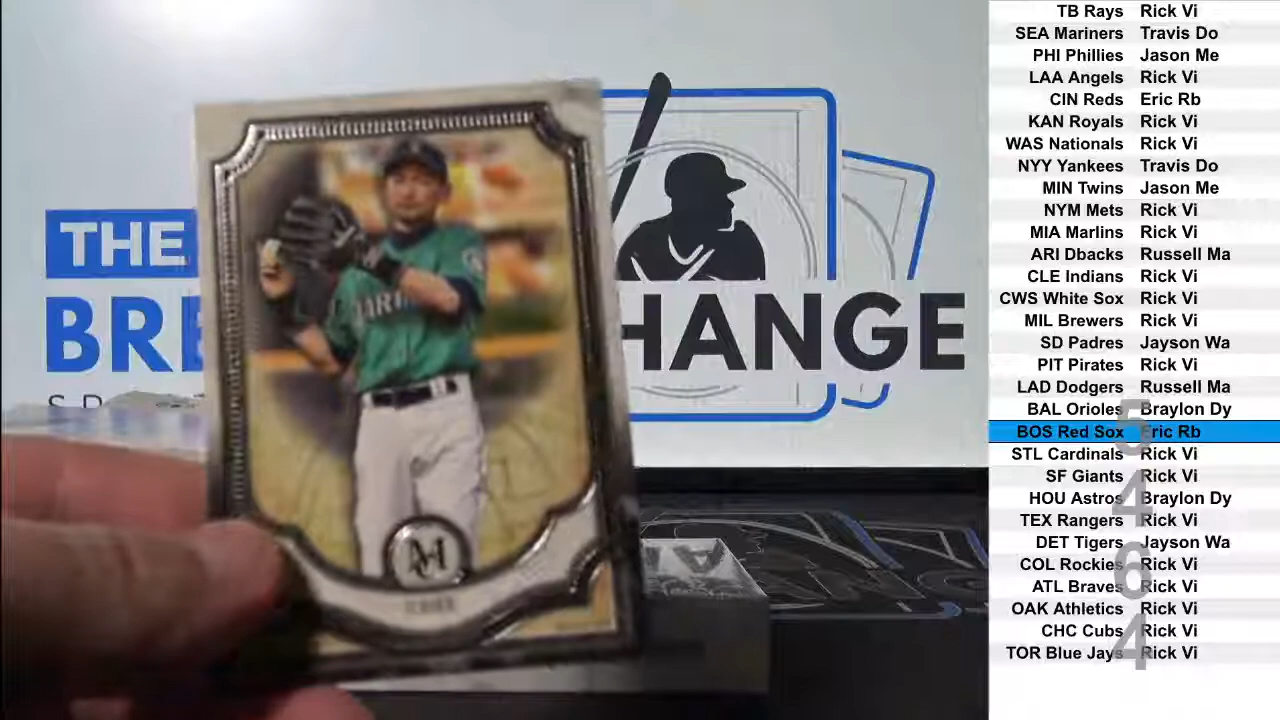 THE
BRE
HANGE
TB Rays Rick Vi
SEA Mariners Travis Do
PHI Phillies Jason Me
LAA Angels Rick Vi
CIN Reds Eric Rb
KAN Royals Rick Vi
WAS Nationals Rick Vi
NYY Yankees Travis Do
MIN Twins Jason Me
NYM Mets Rick Vi
MIA Marlins Rick Vi
ARI Dbacks Russell Ma
CLE Indians Rick Vi
CWS White Sox Rick Vi
MIL Brewers Rick Vi
SD Padres Jayson Wa
PIT Pirates Rick Vi
LAD Dodgers Russell Ma
BAL Orioles Braylon Dy
BOS Red Sox Eric Rb
STL Cardinals Rick Vi
SF Giants Rick Vi
HOU Astros Braylon Dy
TEX Rangers Rick Vi
DET Tigers Jayson Wa
COL Rockies Rick Vi
ATL Braves Rick Vi
OAK Athletics Rick Vi
CHC Cubs Rick Vi
TOR Blue Jays Rick Vi
5
4
6
4